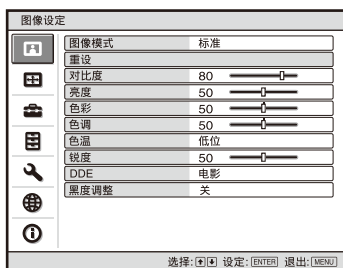 图像设定
图像模式 标准
重设
对比度 80
亮度 50
色彩 50
色调 50
色温 低位
锐度 50
DDE 电影
黑度调整 关
选择: 设定: ENTER 退出: MENU